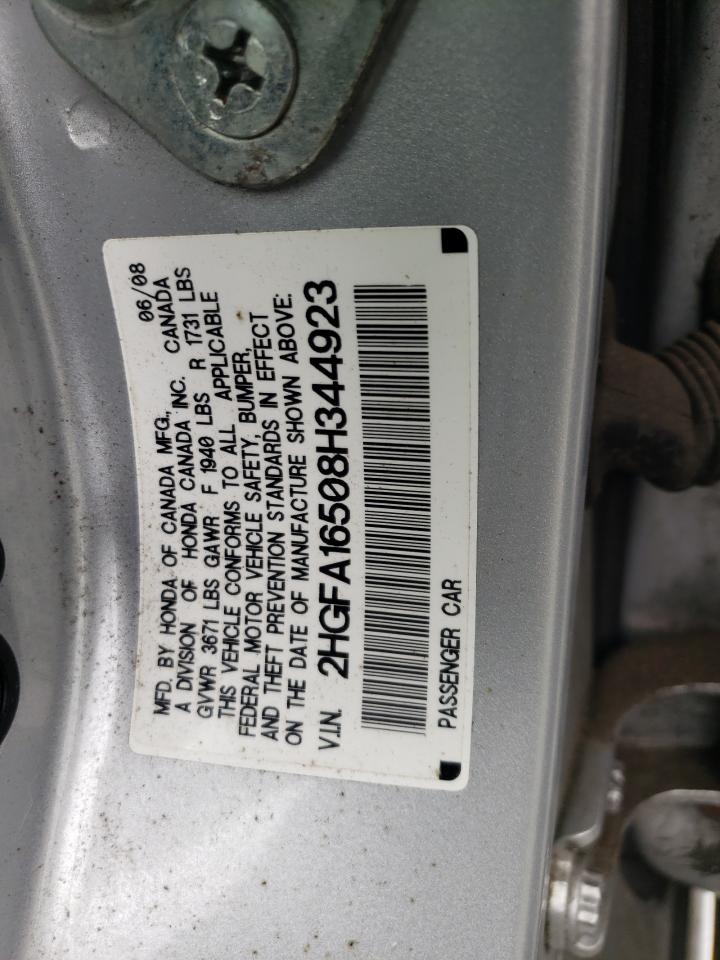 MFD. BY HONDA OF CANADA MFG., 06/08
A DIVISION OF HONDA CANADA INC. CANADA
GVWR 3671 LBS GAWR F 1940 LBS R 1731 LBS
THIS VEHICLE CONFORMS TO ALL APPLICABLE
FEDERAL MOTOR VEHICLE SAFETY, BUMPER,
AND THEFT PREVENTION STANDARDS IN EFFECT
ON THE DATE OF MANUFACTURE SHOWN ABOVE:
V.I.N. 2HGFA16508H344923
PASSENGER CAR